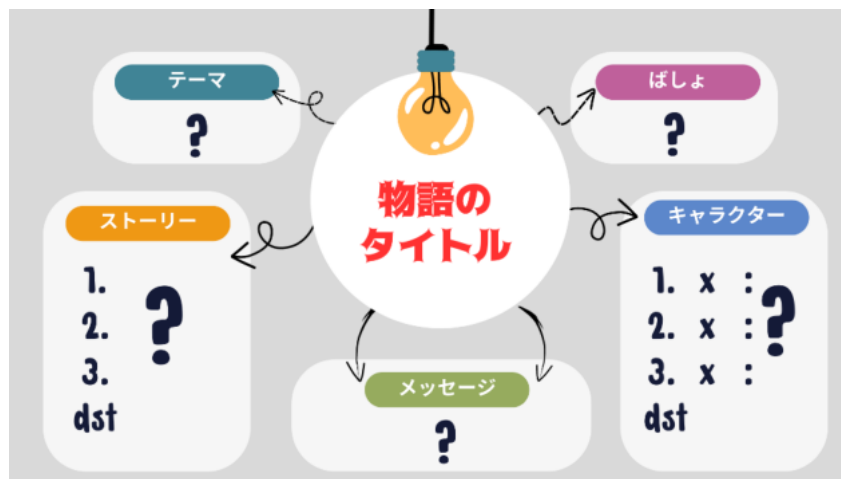 テーマ
?
ばしょ
?
物語の
タイトル
ストーリー
1.
2.
3.
dst
?
キャラクター
1. x :
2. x :
3. x :
dst
?
メッセージ
?